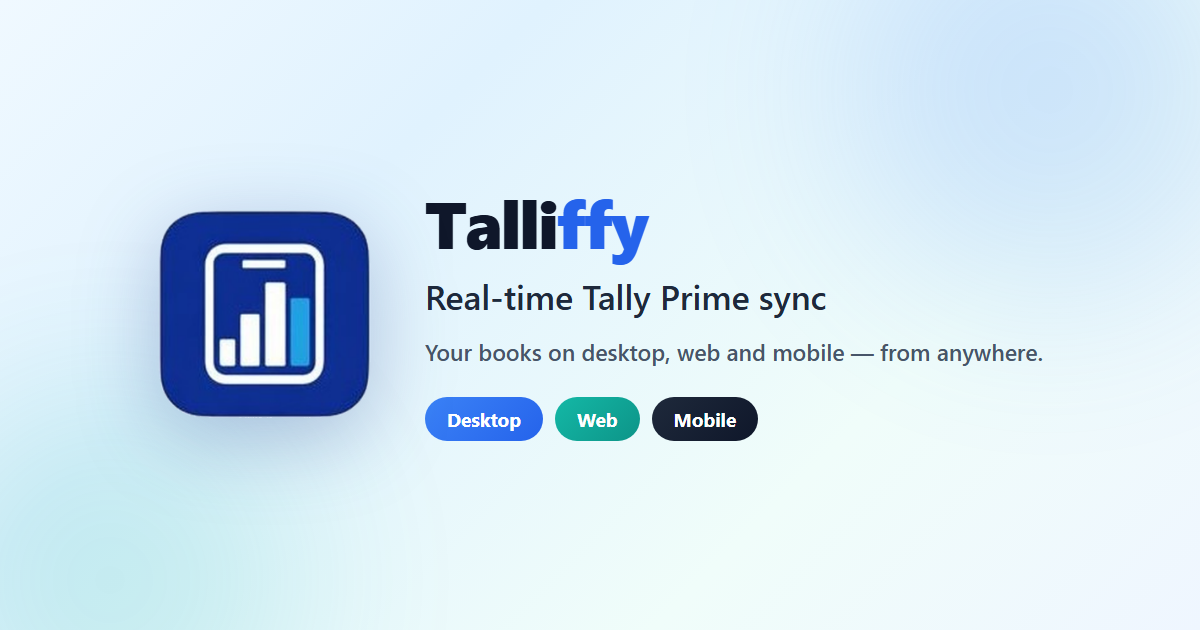 Talliffy
Real-time Tally Prime sync
Your books on desktop, web and mobile — from anywhere.
Desktop Web Mobile